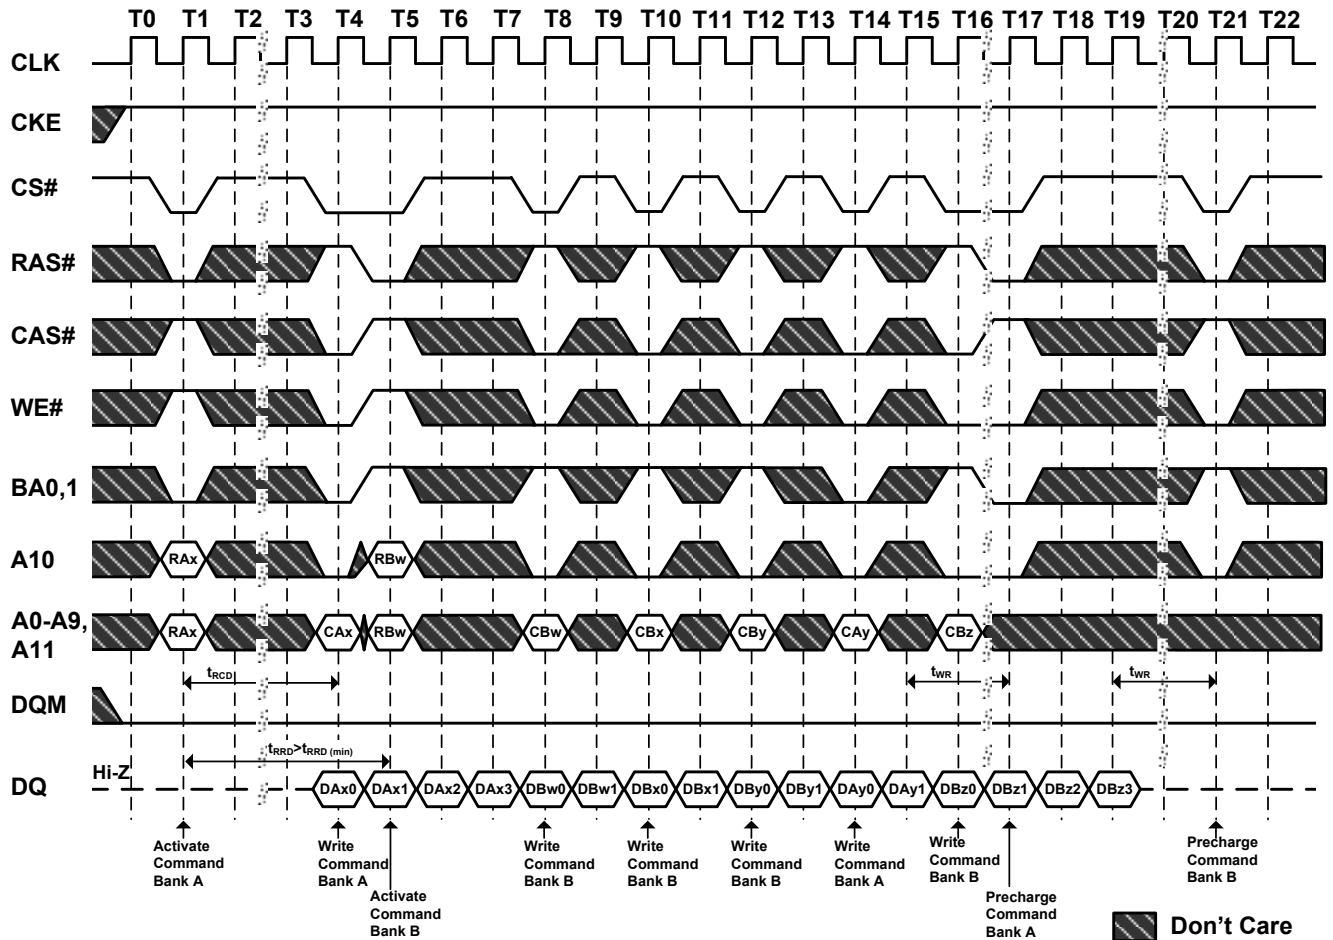 T0 T1 T2 T3 T4 T5 T6 T7 T8 T9 T10 T11 T12 T13 T14 T15 T16 T17 T18 T19 T20 T21 T22
CLK
CKE
CS#
RAS#
CAS#
WE#
BA0,1
A10
RAx RBw
A0-A9,
A11
RAx CAx RBw CBw CBx CBy CAy CBz
tRCD tWR tWR
DQM
tRRD>tRRD (min)
Hi-Z
DQ
DAx0 DAx1 DAx2 DAx3 DBw0 DBw1 DBx0 DBx1 DBy0 DBy1 DAy0 DAy1 DBz0 DBz1 DBz2 DBz3
Activate
Command
Bank A
Write
Command
Bank A
Activate
Command
Bank B
Write
Command
Bank B
Write
Command
Bank B
Write
Command
Bank B
Write
Command
Bank A
Write
Command
Bank B
Precharge
Command
Bank A
Precharge
Command
Bank B
Don't Care